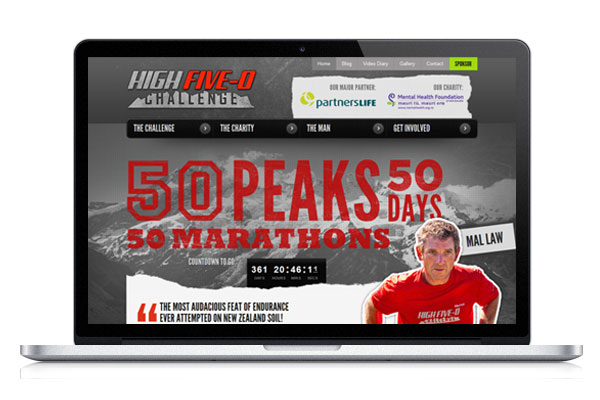 Home Blog Video Diary Gallery Contact SPONSOR
HIGH FIVE-O
CHALLENGE
OUR MAJOR PARTNER: OUR CHARITY:
partnersLIFE Mental Health Foundation
THE CHALLENGE THE CHARITY THE MAN GET INVOLVED
50 PEAKS 50 DAYS
50 MARATHONS
MAL LAW
COUNTDOWN TO GO
361 20:46:11
DAYS HOURS MINS SECS
“ THE MOST AUDACIOUS FEAT OF ENDURANCE
EVER ATTEMPTED ON NEW ZEALAND SOIL!
HIGH FIVE-O